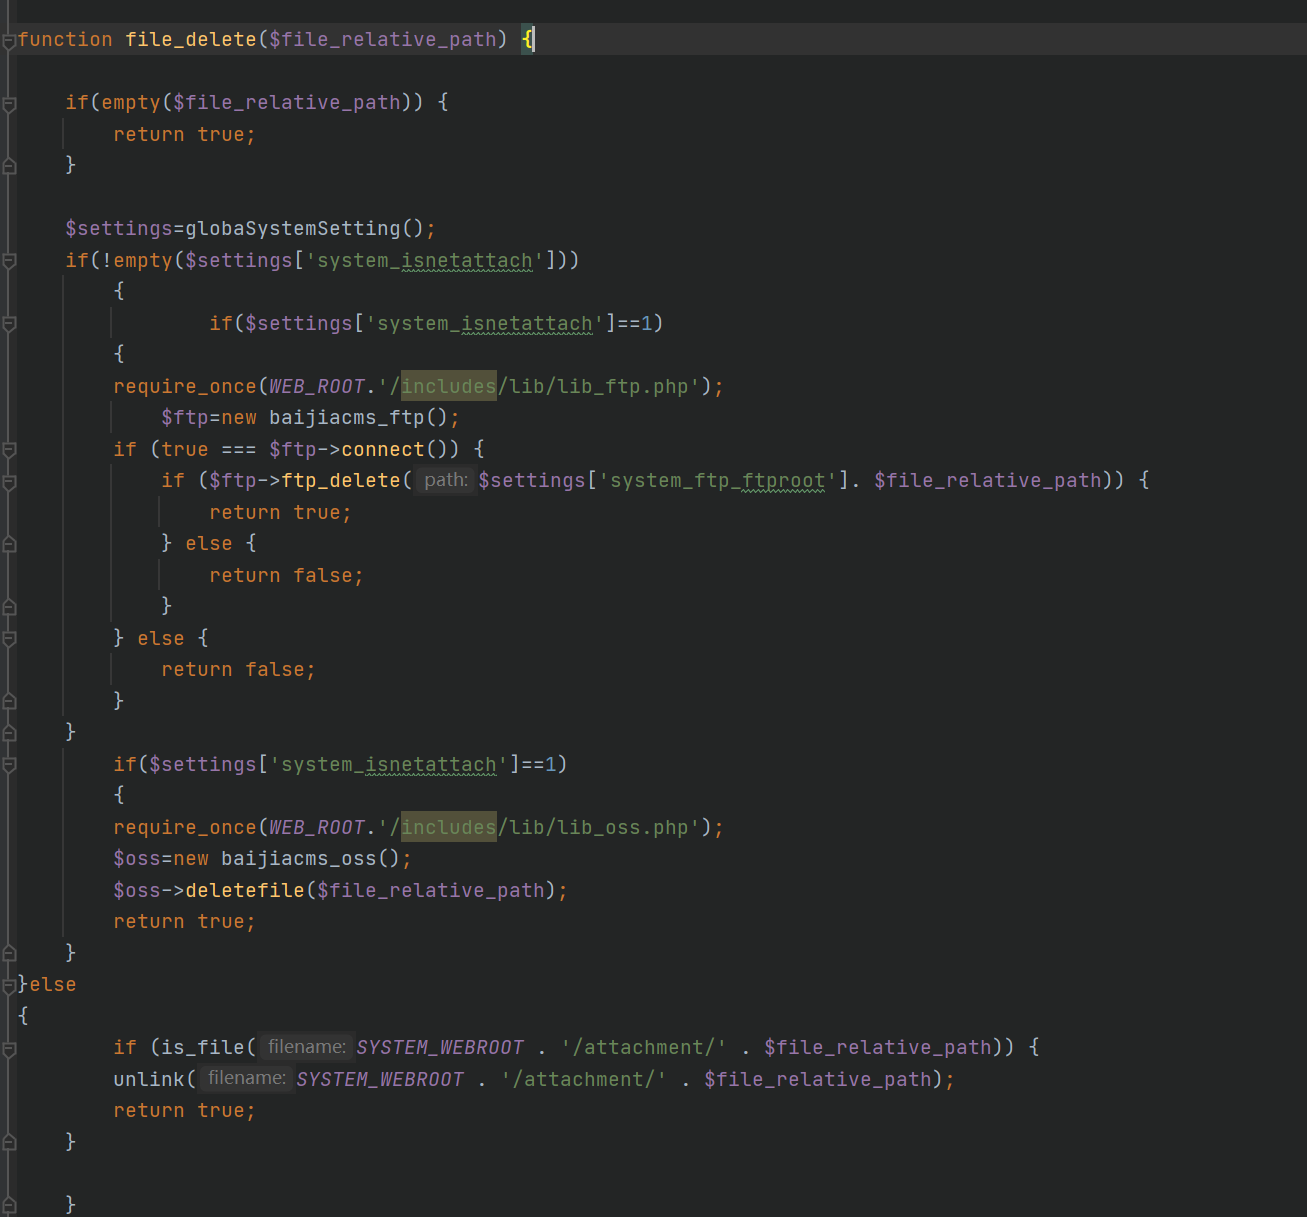 function file_delete($file_relative_path) {
if(empty($file_relative_path)) {
return true;
}
$settings=globaSystemSetting();
if(!empty($settings['system_isnetattach']))
{
if($settings['system_isnetattach']==1)
{
require_once(WEB_ROOT.'/includes/lib/lib_ftp.php');
$ftp=new baijiacms_ftp();
if (true === $ftp->connect()) {
if ($ftp->ftp_delete( path: $settings['system_ftp_ftproot']. $file_relative_path)) {
return true;
} else {
return false;
}
} else {
return false;
}
}
if($settings['system_isnetattach']==1)
{
require_once(WEB_ROOT.'/includes/lib/lib_oss.php');
$oss=new baijiacms_oss();
$oss->deletefile($file_relative_path);
return true;
}
}else
{
if (is_file( filename: SYSTEM_WEBROOT . '/attachment/' . $file_relative_path)) {
unlink( filename: SYSTEM_WEBROOT . '/attachment/' . $file_relative_path);
return true;
}
}